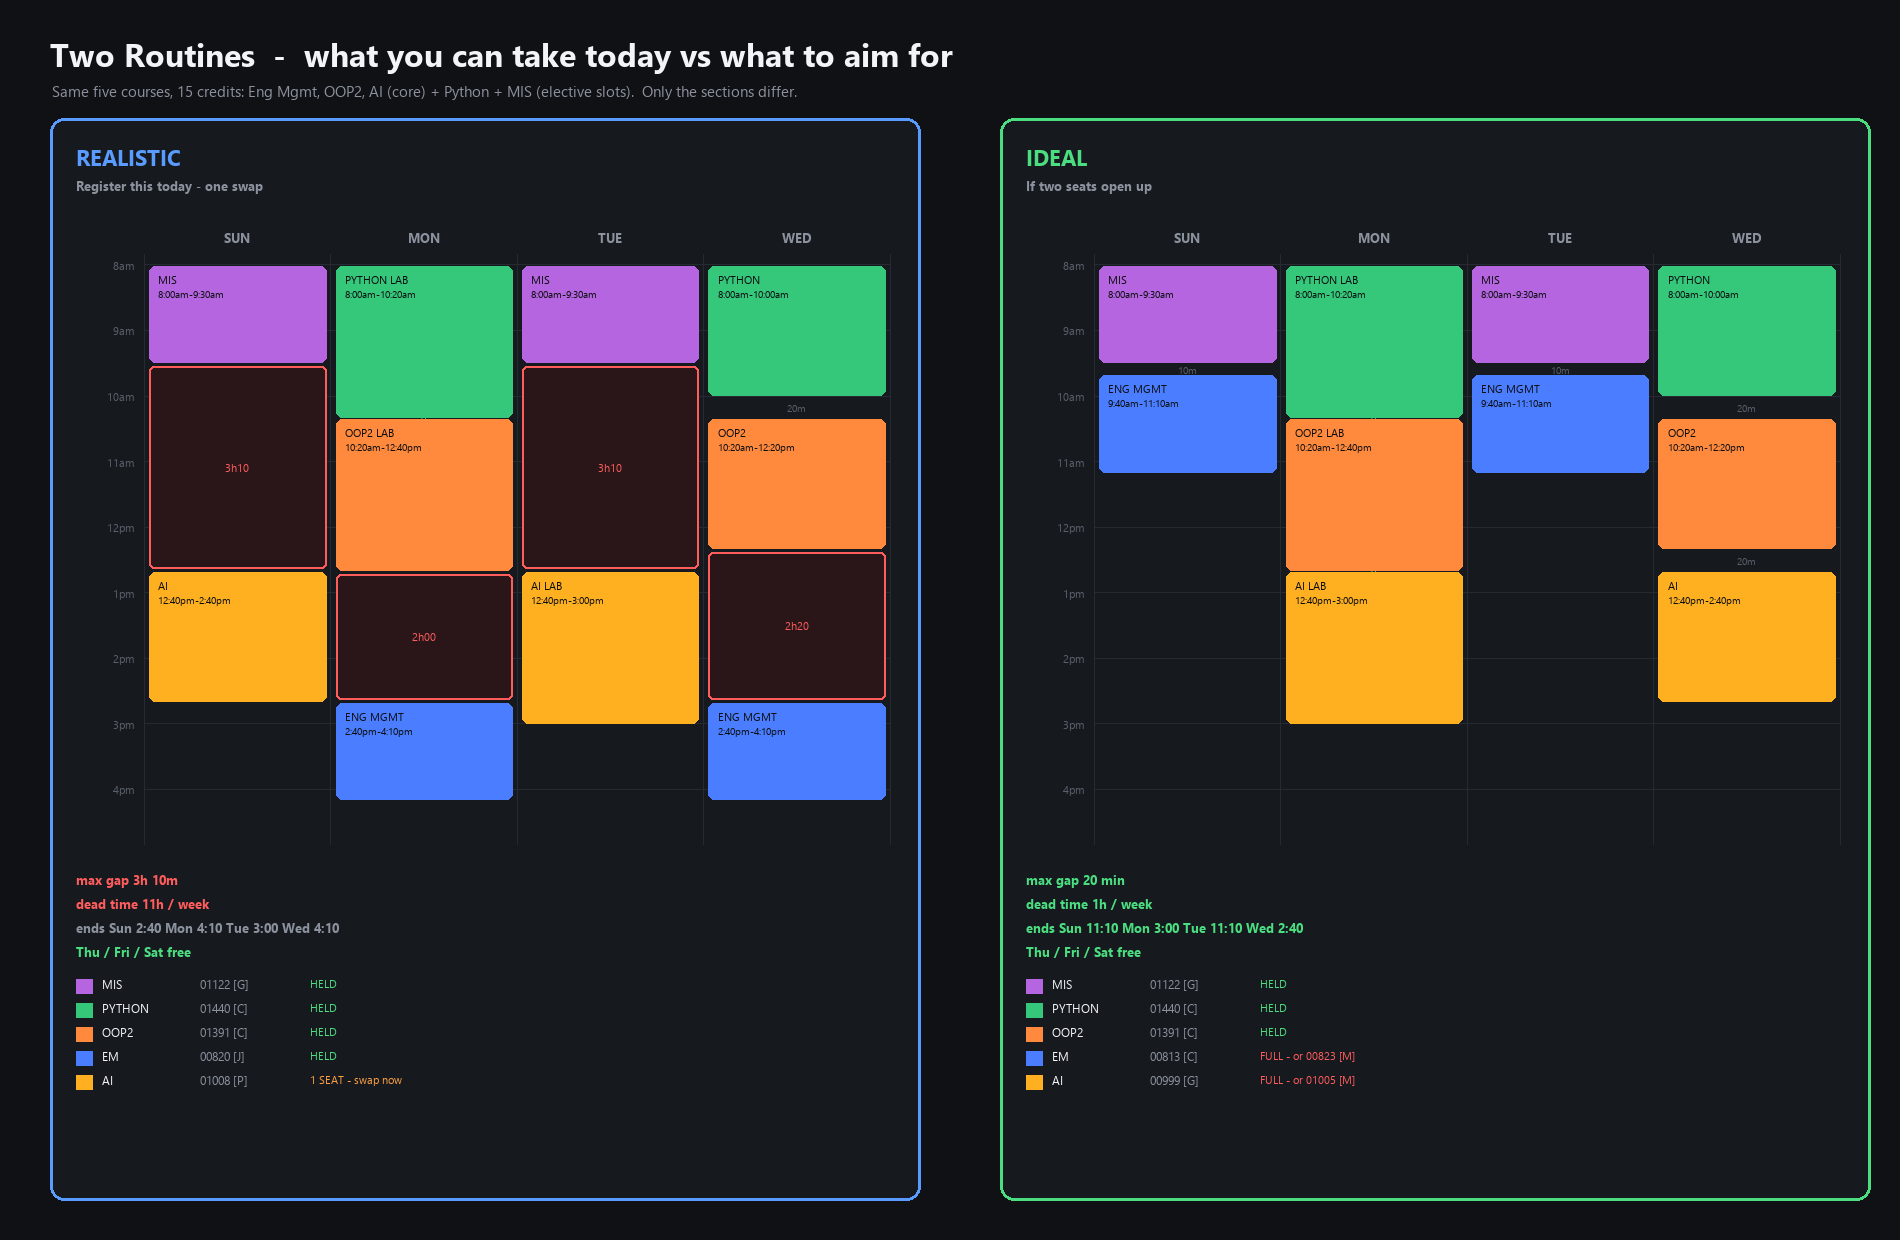 Two Routines  -  what you can take today vs what to aim for
Same five courses, 15 credits: Eng Mgmt, OOP2, AI (core) + Python + MIS (elective slots).  Only the sections differ.
REALISTIC
Register this today - one swap
SUN MON TUE WED
8am
9am
10am
11am
12pm
1pm
2pm
3pm
4pm
MIS
8:00am-9:30am
3h10
AI
12:40pm-2:40pm
PYTHON LAB
8:00am-10:20am
OOP2 LAB
10:20am-12:40pm
2h00
ENG MGMT
2:40pm-4:10pm
MIS
8:00am-9:30am
3h10
AI LAB
12:40pm-3:00pm
PYTHON
8:00am-10:00am
20m
OOP2
10:20am-12:20pm
2h20
ENG MGMT
2:40pm-4:10pm
max gap 3h 10m
dead time 11h / week
ends Sun 2:40 Mon 4:10 Tue 3:00 Wed 4:10
Thu / Fri / Sat free
MIS 01122 [G] HELD
PYTHON 01440 [C] HELD
OOP2 01391 [C] HELD
EM 00820 [J] HELD
AI 01008 [P] 1 SEAT - swap now
IDEAL
If two seats open up
SUN MON TUE WED
8am
9am
10am
11am
12pm
1pm
2pm
3pm
4pm
MIS
8:00am-9:30am
10m
ENG MGMT
9:40am-11:10am
PYTHON LAB
8:00am-10:20am
OOP2 LAB
10:20am-12:40pm
AI LAB
12:40pm-3:00pm
MIS
8:00am-9:30am
10m
ENG MGMT
9:40am-11:10am
PYTHON
8:00am-10:00am
20m
OOP2
10:20am-12:20pm
20m
AI
12:40pm-2:40pm
max gap 20 min
dead time 1h / week
ends Sun 11:10 Mon 3:00 Tue 11:10 Wed 2:40
Thu / Fri / Sat free
MIS 01122 [G] HELD
PYTHON 01440 [C] HELD
OOP2 01391 [C] HELD
EM 00813 [C] FULL - or 00823 [M]
AI 00999 [G] FULL - or 01005 [M]